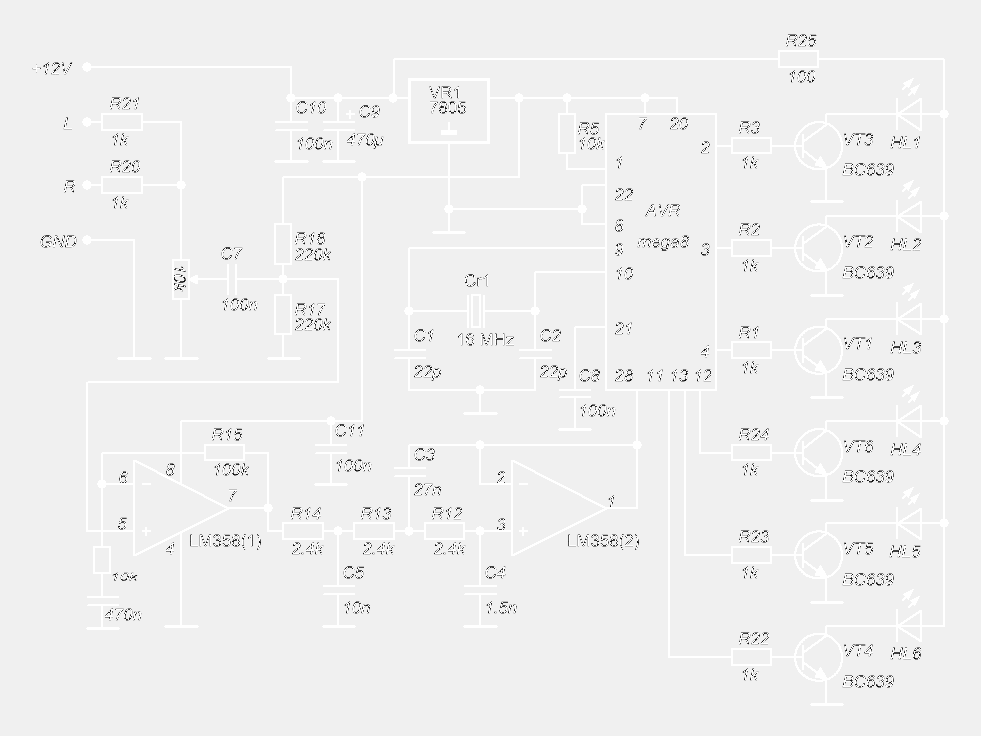 +12V
L
R
GND
R21
1k
R20
1k
50k
C7
100n
R16
220k
R17
220k
C10
100n
+
C9
470µ
VR1
7805
R5
10k
R25
100
AVR
mega8
7
20
1
22
8
9
10
21
28
11
13
12
2
3
4
Cr1
16 MHz
C1
22p
C2
22p
C8
100n
R3
1k
VT3
BC639
HL1
R2
1k
VT2
BC639
HL2
R1
1k
VT1
BC639
HL3
R24
1k
VT6
BC639
HL4
R23
1k
VT5
BC639
HL5
R22
1k
VT4
BC639
HL6
R15
100k
C11
100n
C3
27n
6
5
8
7
4
LM358(1)
10k
470n
R14
2.4k
R13
2.4k
R12
2.4k
C5
10n
C4
1.5n
2
3
1
LM358(2)